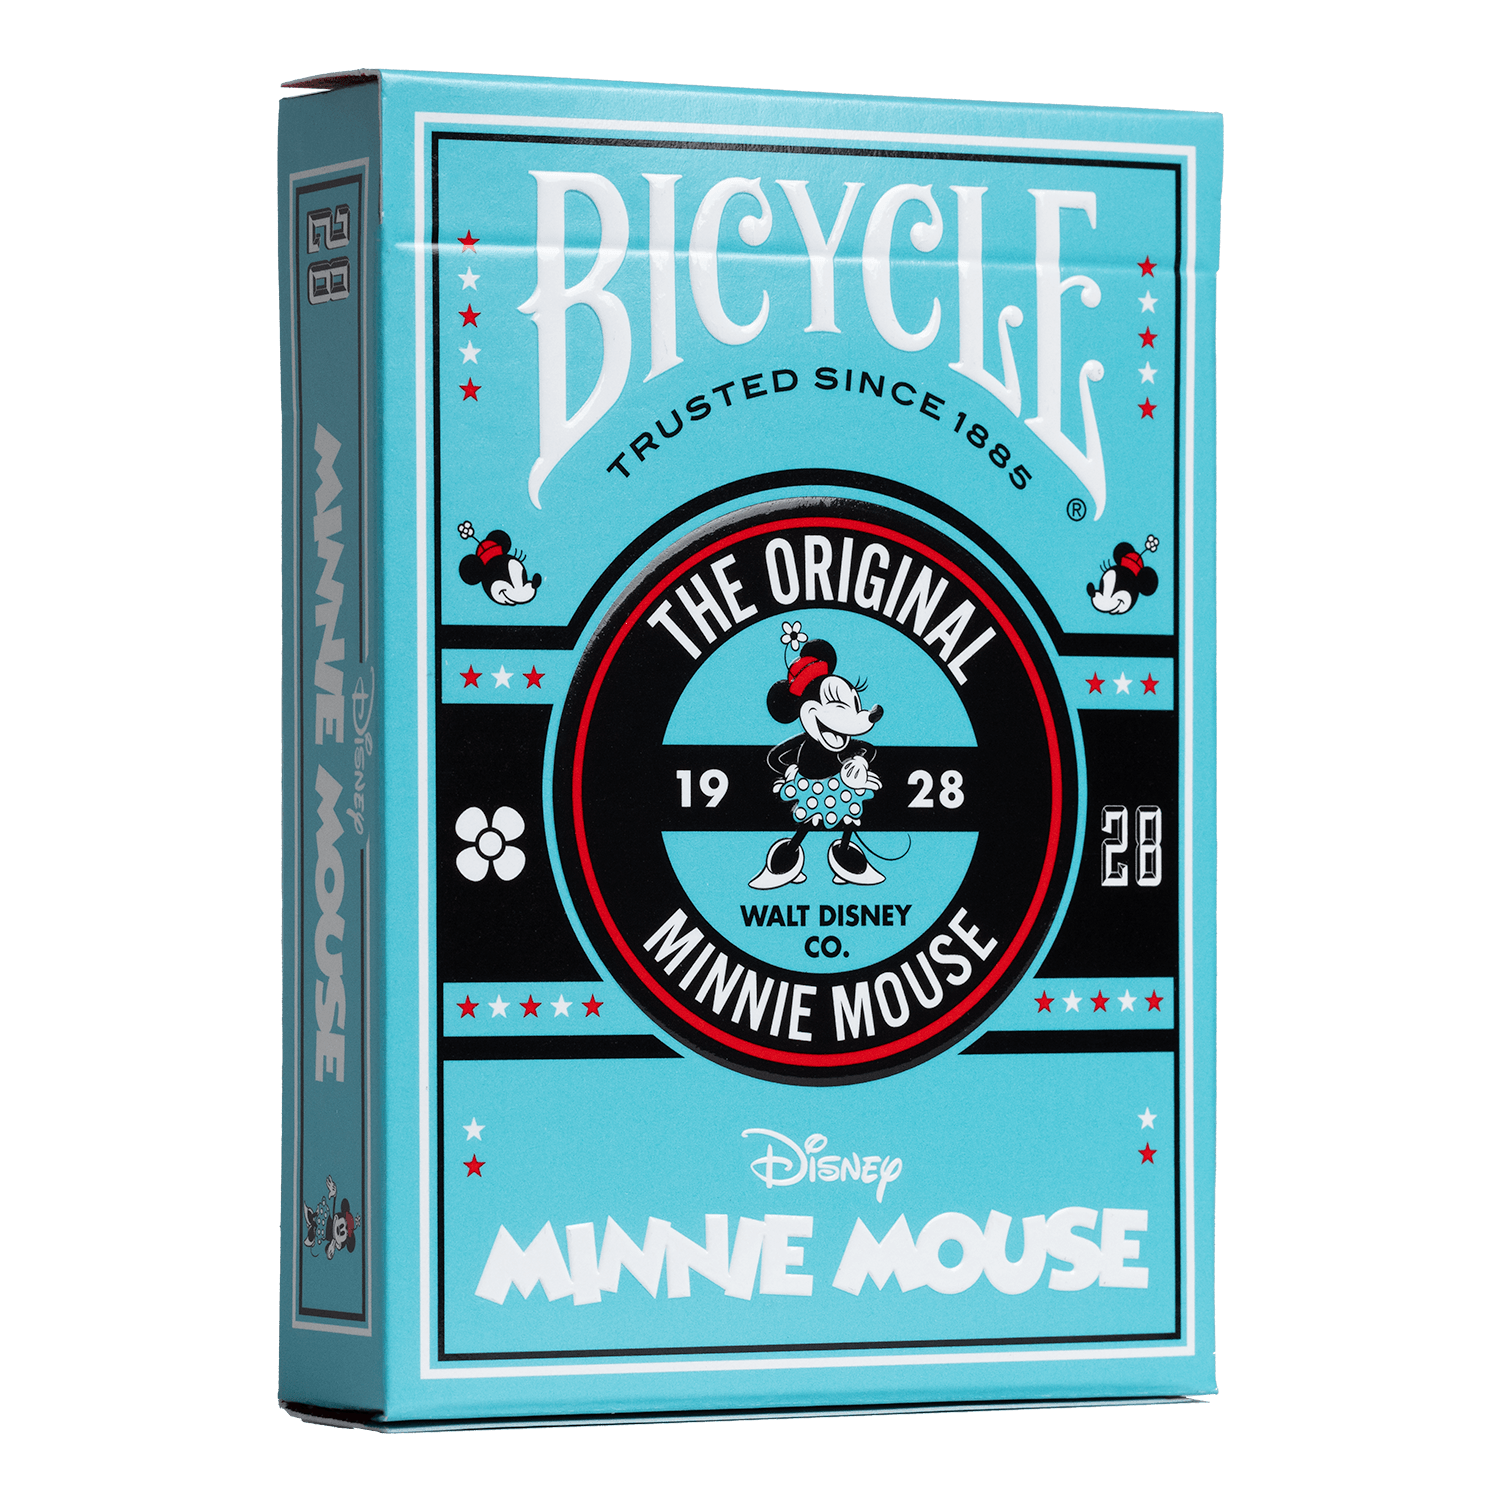 BICYCLE
TRUSTED SINCE 1885
®
THE ORIGINAL
19 28
WALT DISNEY
CO.
MINNIE MOUSE
28
Disney
MINNIE MOUSE
28
MINNIE MOUSE
Disney